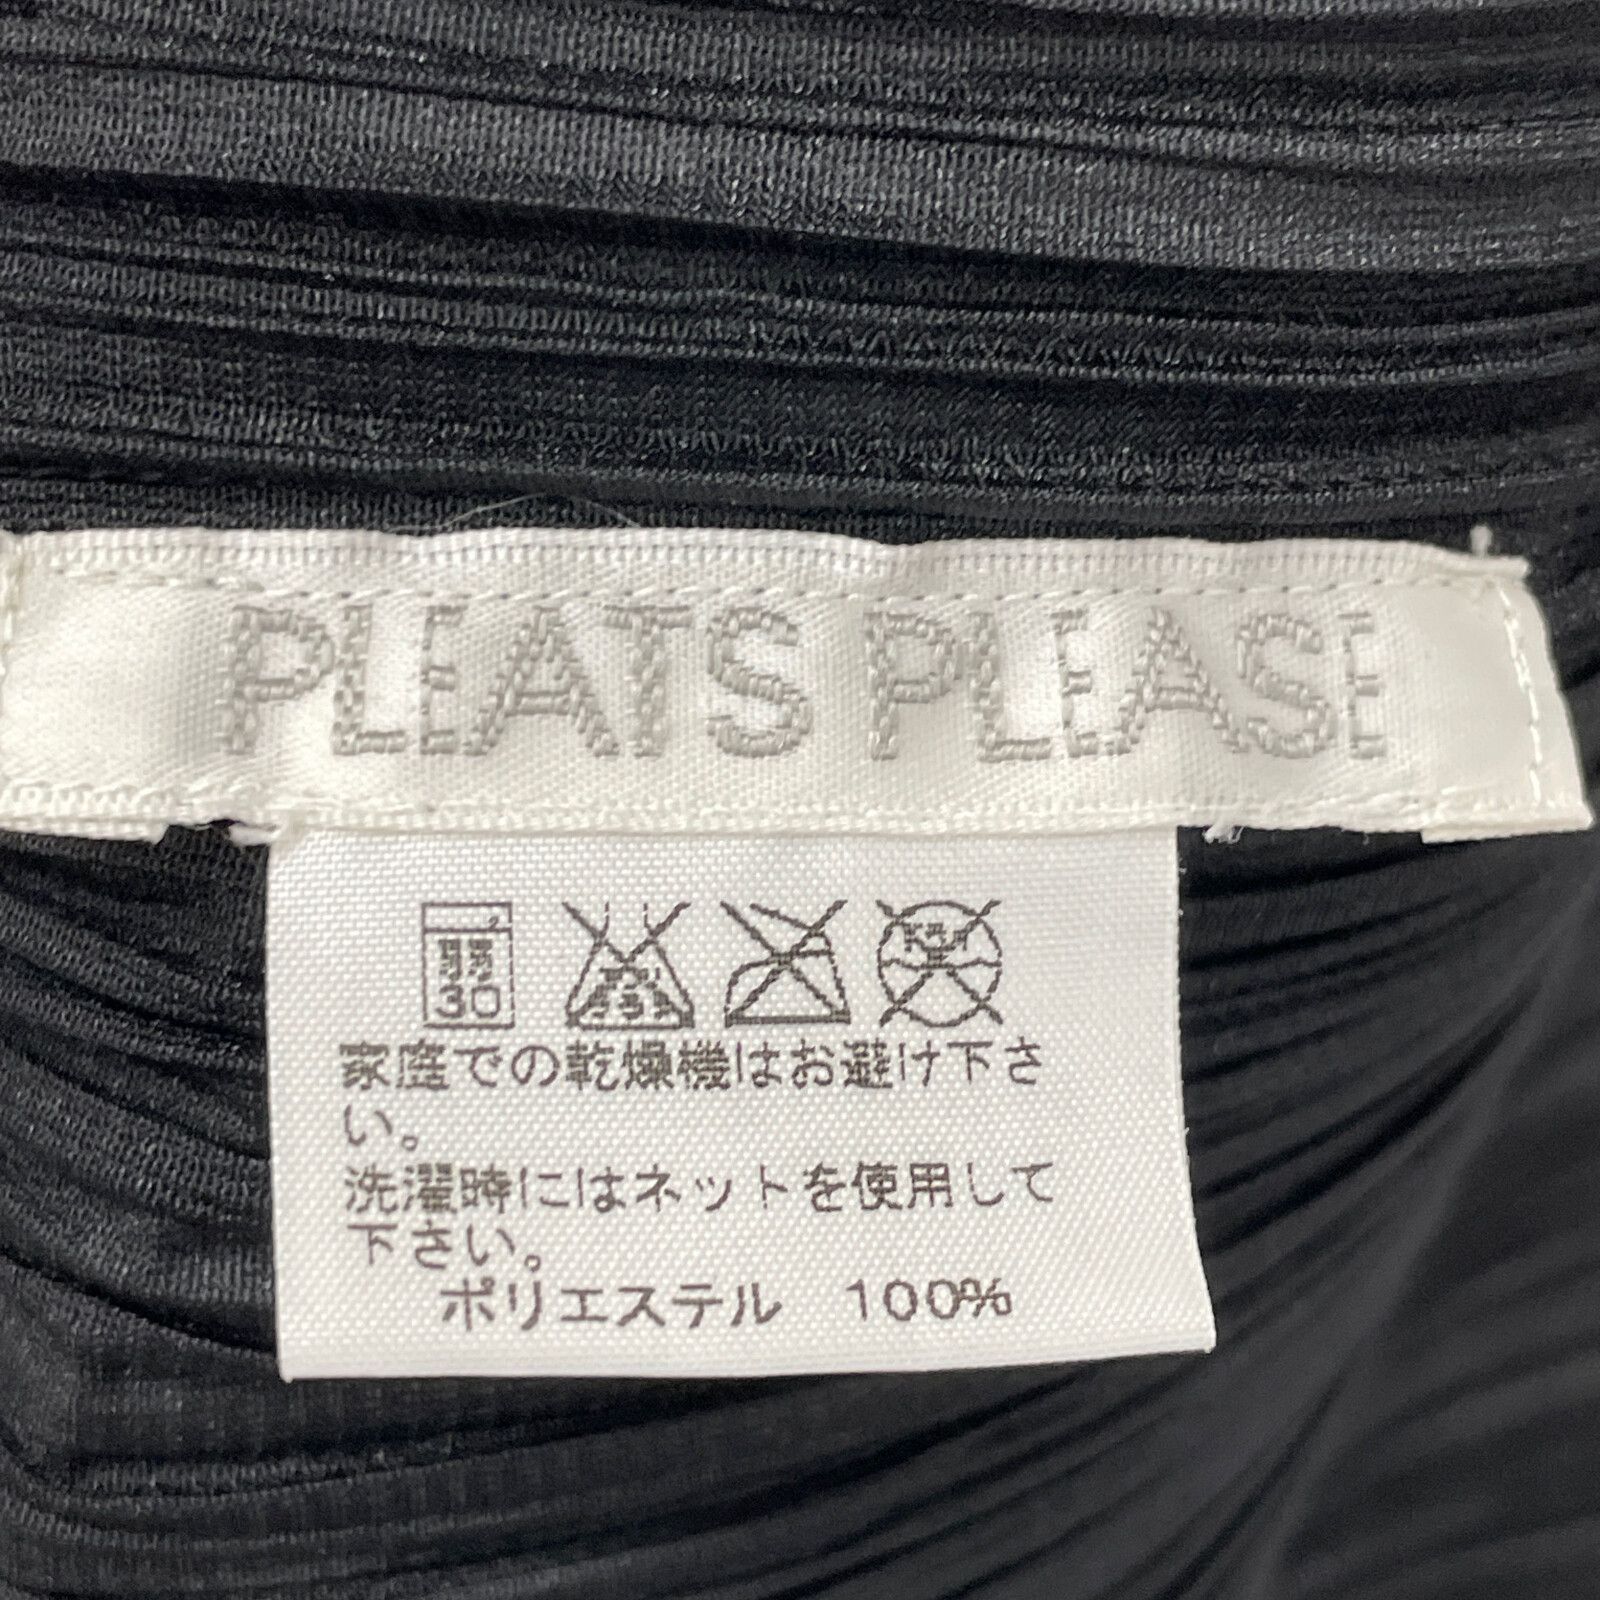 PLEATS PLEASE
30
家庭での乾燥機はお避け下さ
い。
洗濯時にはネットを使用して
下さい。
ポリエステル 100%